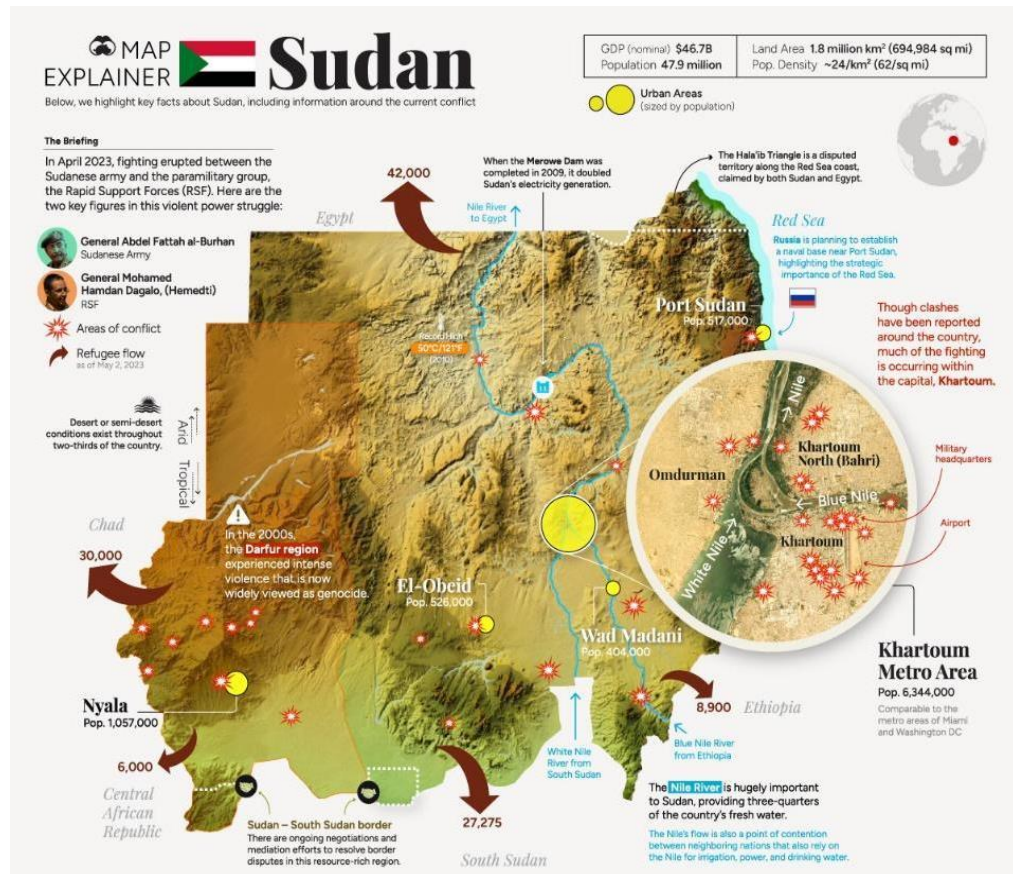 MAP
EXPLAINER
Sudan
Below, we highlight key facts about Sudan, including information around the current conflict
GDP (nominal) $46.7B
Population 47.9 million
Land Area 1.8 million km² (694,984 sq mi)
Pop. Density ~24/km² (62/sq mi)
Urban Areas
(sized by population)
The Briefing
In April 2023, fighting erupted between the
Sudanese army and the paramilitary group,
the Rapid Support Forces (RSF). Here are the
two key figures in this violent power struggle:
General Abdel Fattah al-Burhan
Sudanese Army
General Mohamed
Hamdan Dagalo, (Hemedti)
RSF
Areas of conflict
Refugee flow
as of May 2, 2023
Desert or semi-desert
conditions exist throughout
two-thirds of the country.
Arid
Tropical
42,000
Egypt
Nile River
to Egypt
When the Merowe Dam was
completed in 2009, it doubled
Sudan's electricity generation.
The Hala'ib Triangle is a disputed
territory along the Red Sea coast,
claimed by both Sudan and Egypt.
Red Sea
Russia is planning to establish
a naval base near Port Sudan,
highlighting the strategic
importance of the Red Sea.
Port Sudan
Pop. 517,000
Record High
50°C/121°F
(2010)
Though clashes
have been reported
around the country,
much of the fighting
is occurring within
the capital, Khartoum.
Nile
Khartoum
North (Bahri)
Omdurman
Blue Nile
Khartoum
White Nile
Military
headquarters
Airport
Khartoum
Metro Area
Pop. 6,344,000
Comparable to the
metro areas of Miami
and Washington DC
Chad
30,000
In the 2000s,
the Darfur region
experienced intense
violence that is now
widely viewed as genocide.
El-Obeid
Pop. 526,000
Wad Madani
Pop. 404,000
Nyala
Pop. 1,057,000
8,900
Ethiopia
6,000
Central
African
Republic
White Nile
River from
South Sudan
Blue Nile River
from Ethiopia
Sudan – South Sudan border
There are ongoing negotiations and
mediation efforts to resolve border
disputes in this resource-rich region.
27,275
South Sudan
The Nile River is hugely important
to Sudan, providing three-quarters
of the country's fresh water.
The Nile's flow is also a point of contention
between neighboring nations that also rely on
the Nile for irrigation, power, and drinking water.